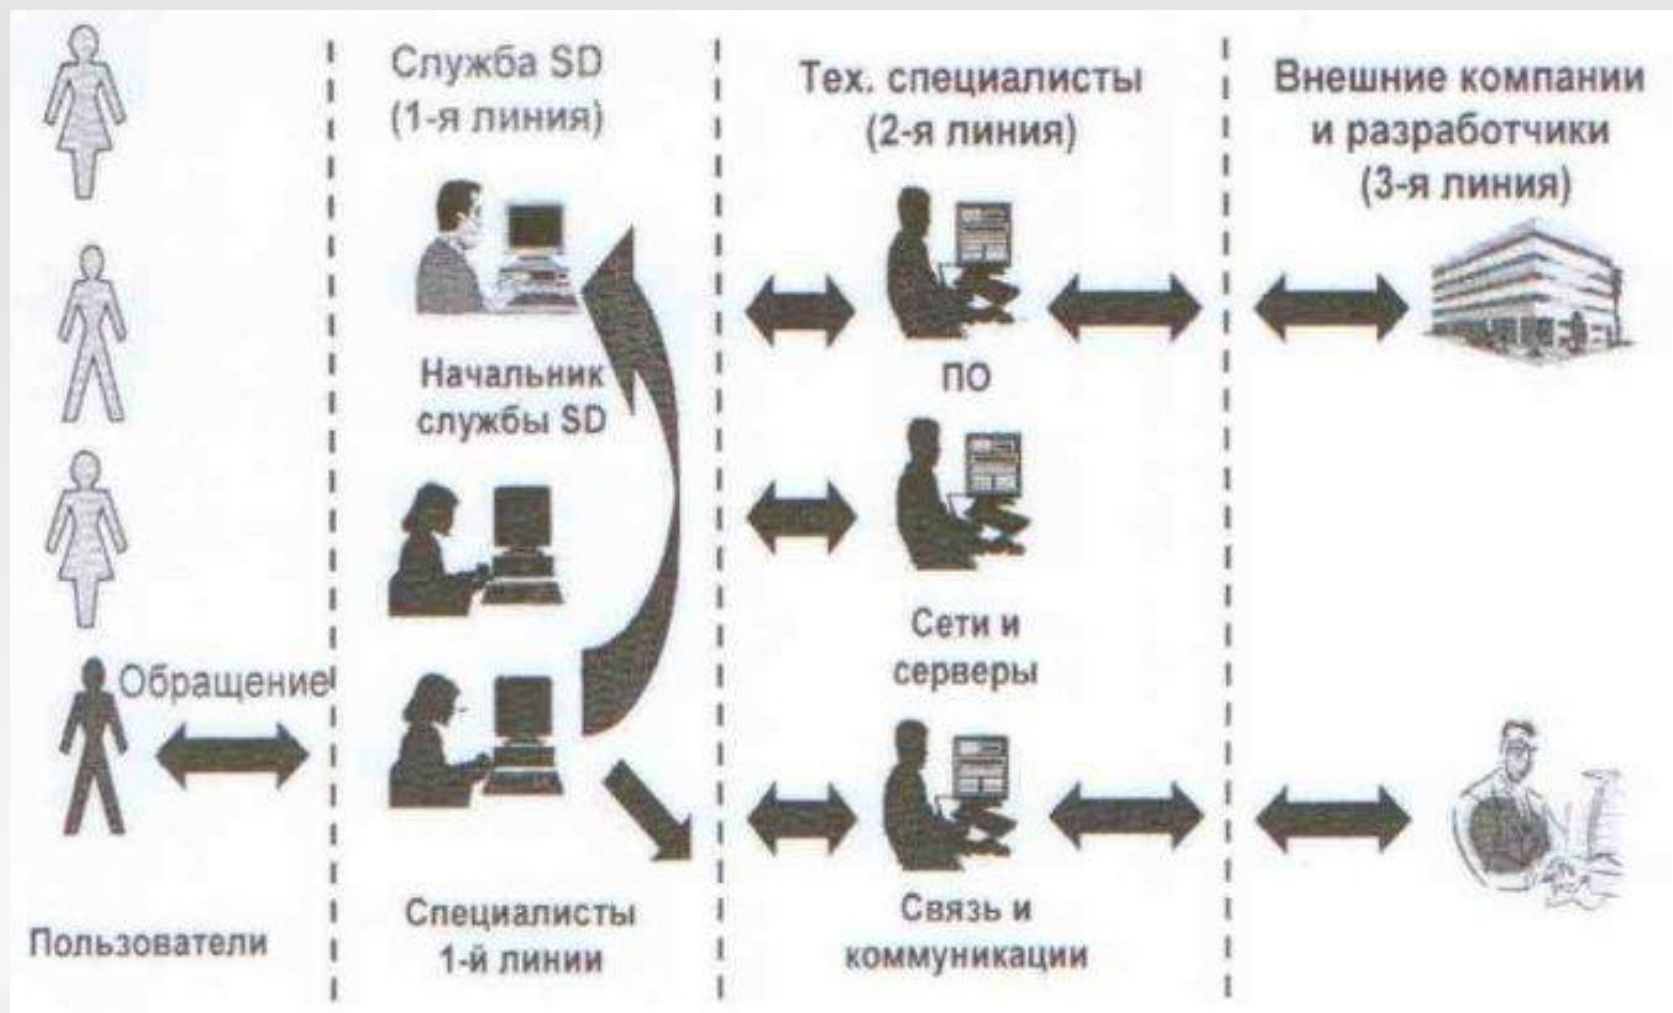 Служба SD
(1-я линия)
Тех. специалисты
(2-я линия)
Внешние компании
и разработчики
(3-я линия)
Начальник
службы SD
ПО
Сети и
серверы
Обращение
Пользователи
Специалисты
1-й линии
Связь и
коммуникации